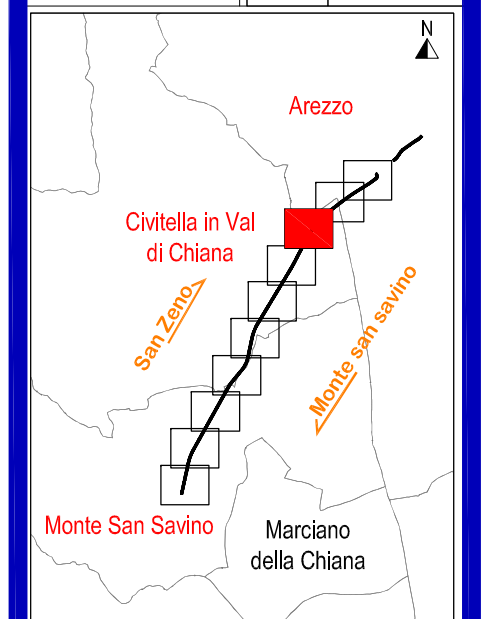 N
Arezzo
Civitella in Val
di Chiana
San Zeno
Monte san savino
Monte San Savino
Marciano
della Chiana